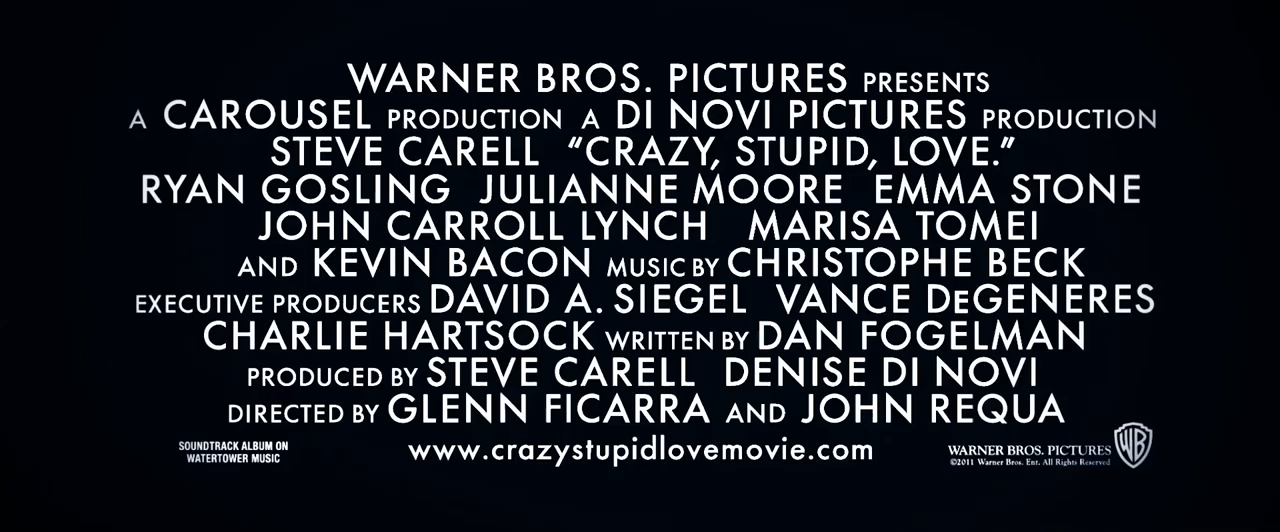 WARNER BROS. PICTURES PRESENTS
A CAROUSEL PRODUCTION A DI NOVI PICTURES PRODUCTION
STEVE CARELL “CRAZY, STUPID, LOVE.”
RYAN GOSLING JULIANNE MOORE EMMA STONE
JOHN CARROLL LYNCH MARISA TOMEI
AND KEVIN BACON MUSIC BY CHRISTOPHE BECK
EXECUTIVE PRODUCERS DAVID A. SIEGEL VANCE DEGENERES
CHARLIE HARTSOCK WRITTEN BY DAN FOGELMAN
PRODUCED BY STEVE CARELL DENISE DI NOVI
DIRECTED BY GLENN FICARRA AND JOHN REQUA
SOUNDTRACK ALBUM ON
WATERTOWER MUSIC
www.crazystupidlovemovie.com
WARNER BROS. PICTURES
©2011 Warner Bros. Ent. All Rights Reserved
WB